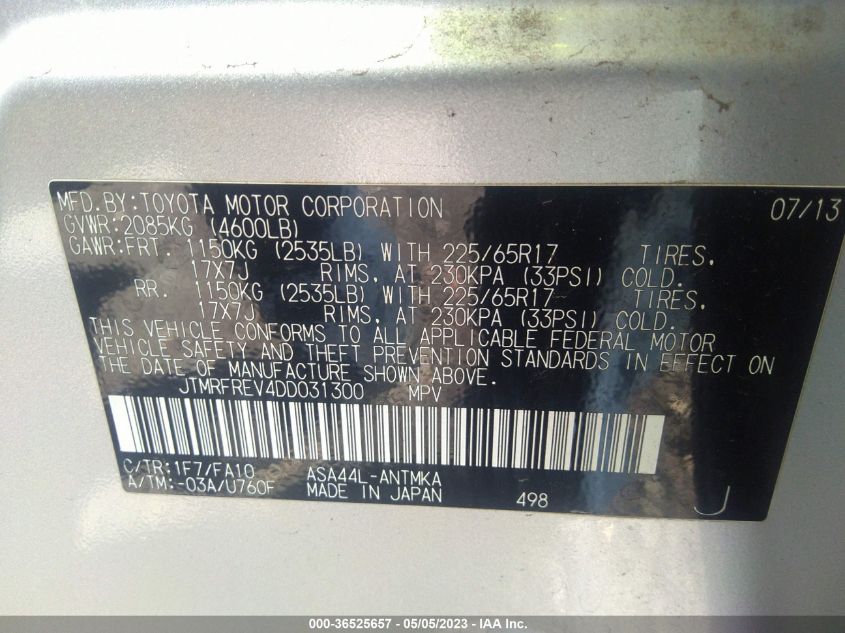 MFD.BY:TOYOTA MOTOR CORPORATION 07/13
GVWR:2085KG (4600LB)
GAWR:FRT. 1150KG (2535LB) WITH 225/65R17 TIRES,
17X7J RIMS, AT 230KPA (33PSI) COLD.
RR. 1150KG (2535LB) WITH 225/65R17 TIRES,
17X7J RIMS, AT 230KPA (33PSI) COLD.
THIS VEHICLE CONFORMS TO ALL APPLICABLE FEDERAL MOTOR
VEHICLE SAFETY AND THEFT PREVENTION STANDARDS IN EFFECT ON
THE DATE OF MANUFACTURE SHOWN ABOVE.
JTMRFREV4DD031300 MPV
C/TR:1F7/FA10 ASA44L-ANTMKA
A/TM:-03A/U760F MADE IN JAPAN 498 J
000-36525657 - 05/05/2023 - IAA Inc.